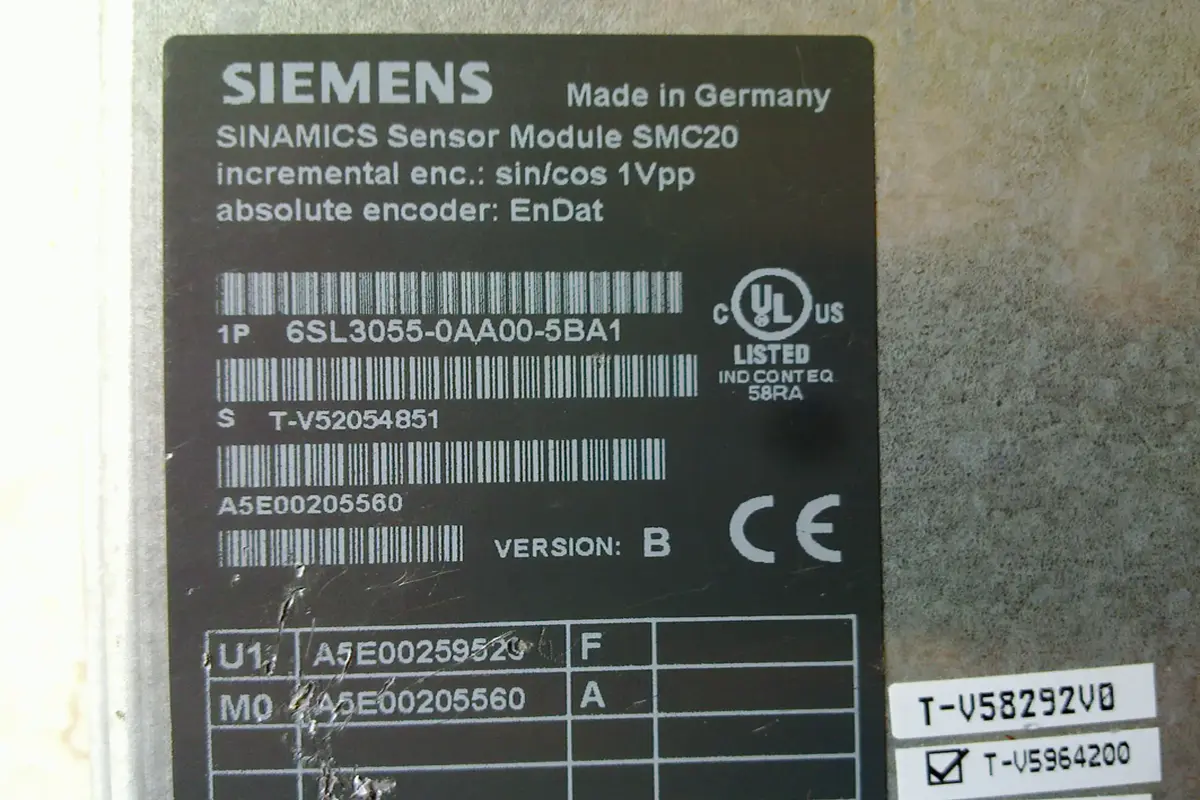 SIEMENS Made in Germany
SINAMICS Sensor Module SMC20
incremental enc.: sin/cos 1Vpp
absolute encoder: EnDat
1P 6SL3055-0AA00-5BA1
C UL US
LISTED
IND CONT EQ
58RA
S T-V52054851
A5E00205560
VERSION: B
CE
U1 F
M0 A5E00205560 A
T-V58292V0
T-V5964200